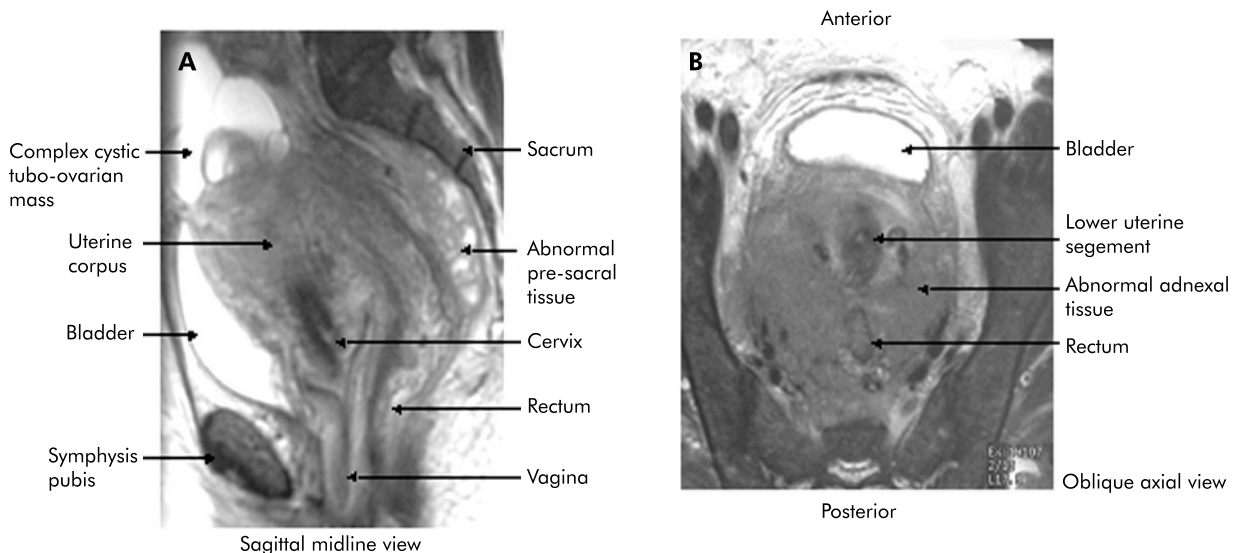 A
Complex cystic
tubo-ovarian
mass
Uterine
corpus
Bladder
Symphysis
pubis
Sacrum
Abnormal
pre-sacral
tissue
Cervix
Rectum
Vagina
Sagittal midline view
Anterior
B
Bladder
Lower uterine
segement
Abnormal adnexal
tissue
Rectum
Oblique axial view
Posterior